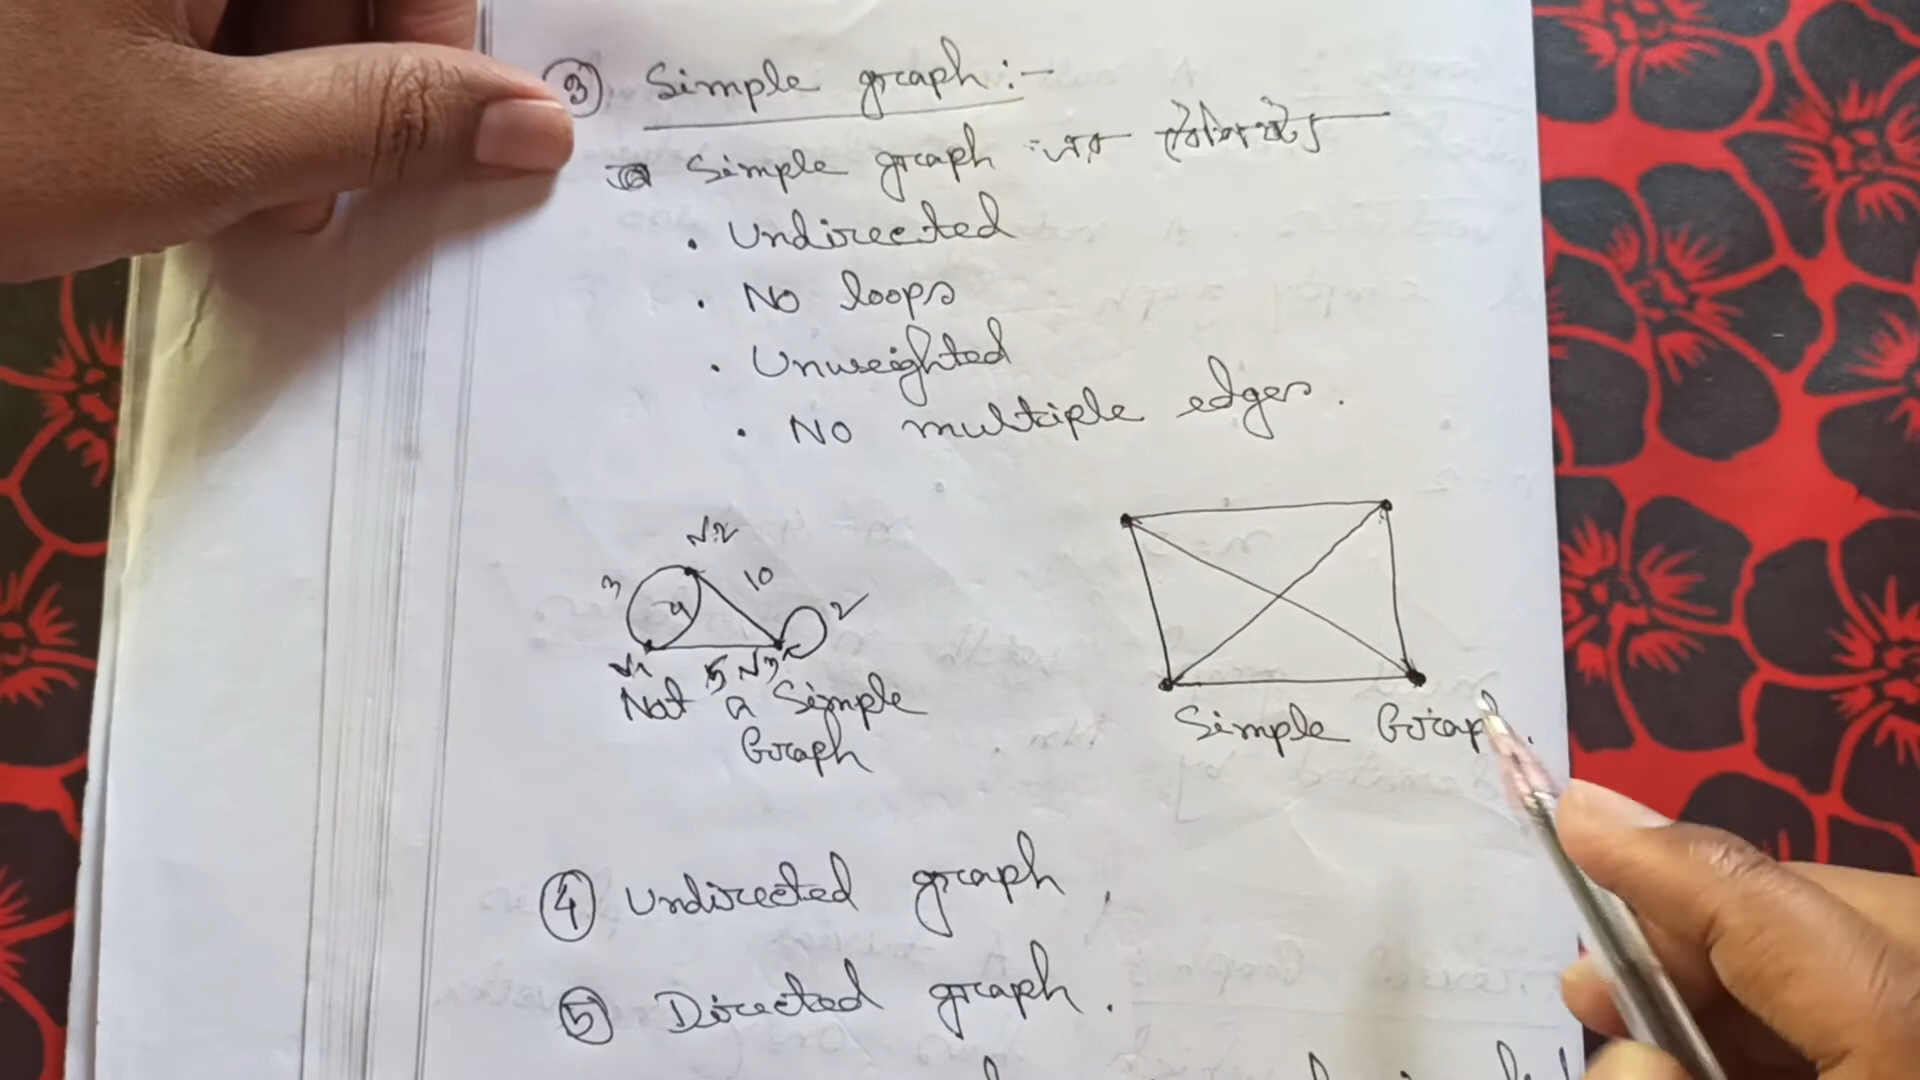 ③ Simple graph:-
Simple graph এর বৈশিষ্ট্য
• Undirected
• No loops
• Unweighted
• No multiple edges.
v2
3
4
10
2
v1
5
v3
Not a Simple
Graph
Simple Graph.
④ Undirected graph
⑤ Directed graph.